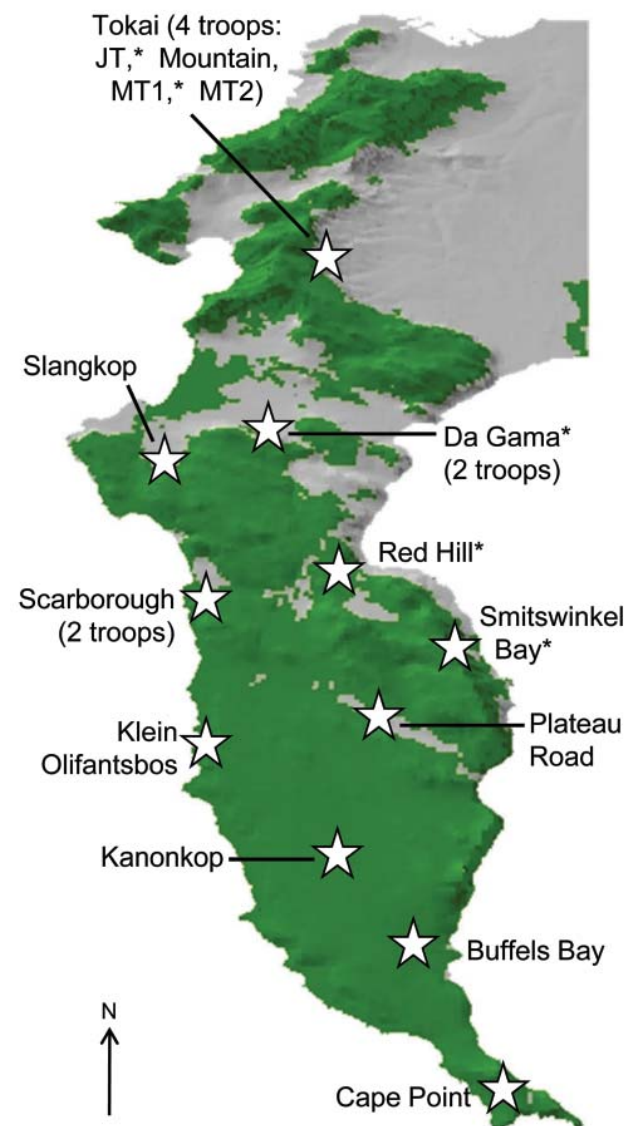 Tokai (4 troops:
JT,* Mountain,
MT1,* MT2)
Slangkop
Da Gama*
(2 troops)
Red Hill*
Scarborough
(2 troops)
Smitswinkel
Bay*
Klein
Olifantsbos
Plateau
Road
Kanonkop
Buffels Bay
N
Cape Point